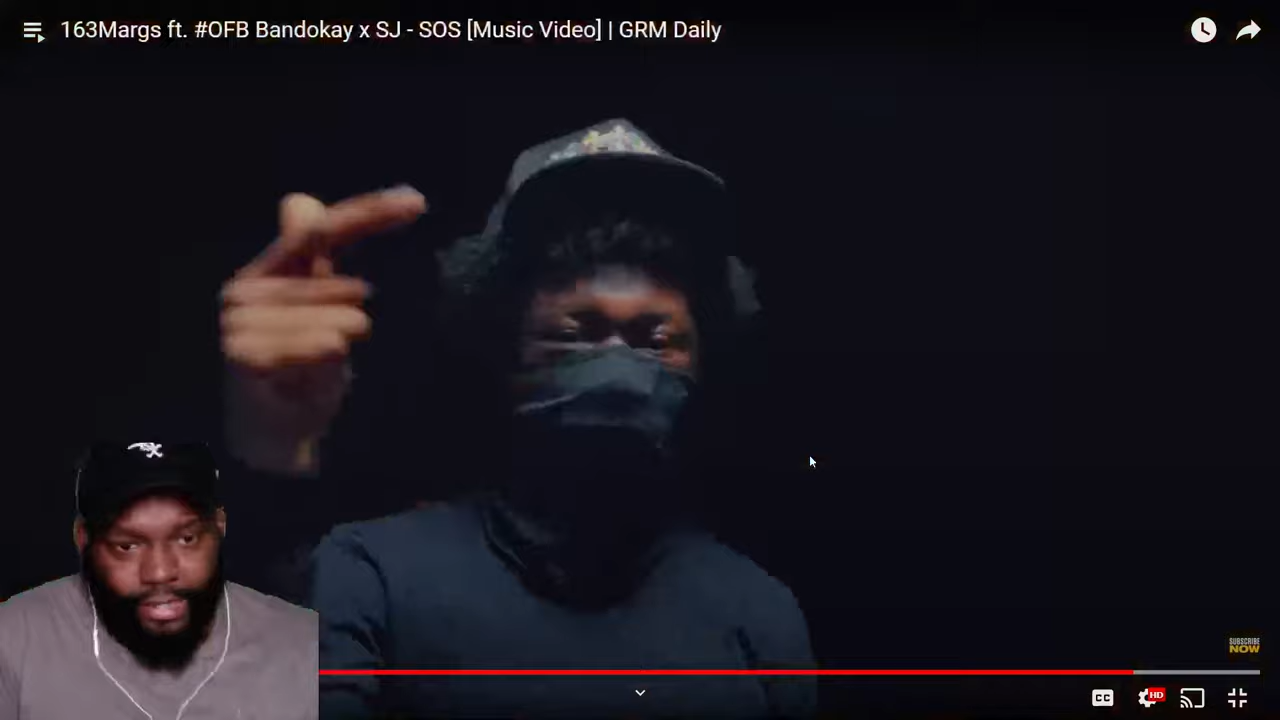 163Margs ft. #OFB Bandokay x SJ - SOS [Music Video] | GRM Daily
SUBSCRIBE
NOW
CC
HD